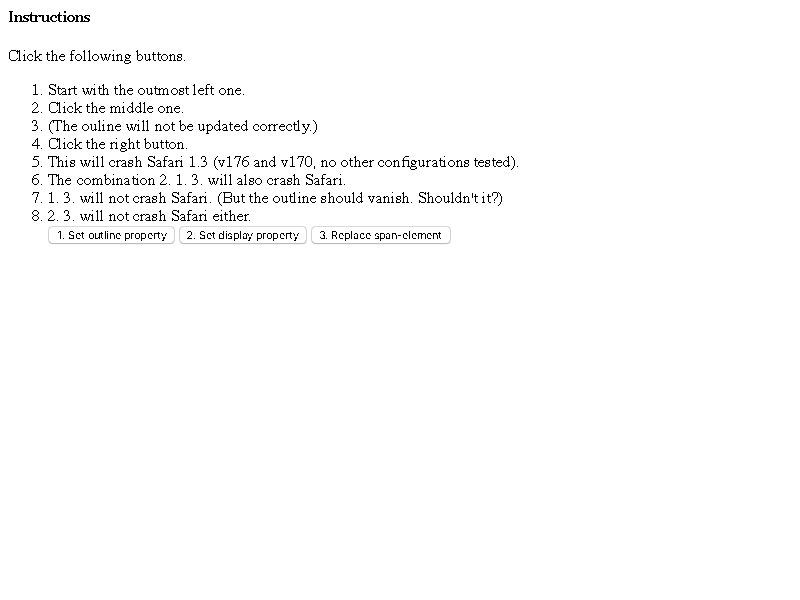 Instructions
Click the following buttons.
1. Start with the outmost left one.
2. Click the middle one.
3. (The ouline will not be updated correctly.)
4. Click the right button.
5. This will crash Safari 1.3 (v176 and v170, no other configurations tested).
6. The combination 2. 1. 3. will also crash Safari.
7. 1. 3. will not crash Safari. (But the outline should vanish. Shouldn't it?)
8. 2. 3. will not crash Safari either.
1. Set outline property 2. Set display property 3. Replace span-element